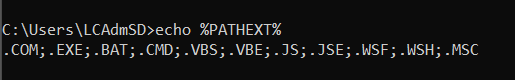 C:\Users\LCAdmSD>echo %PATHEXT%
.COM;.EXE;.BAT;.CMD;.VBS;.VBE;.JS;.JSE;.WSF;.WSH;.MSC